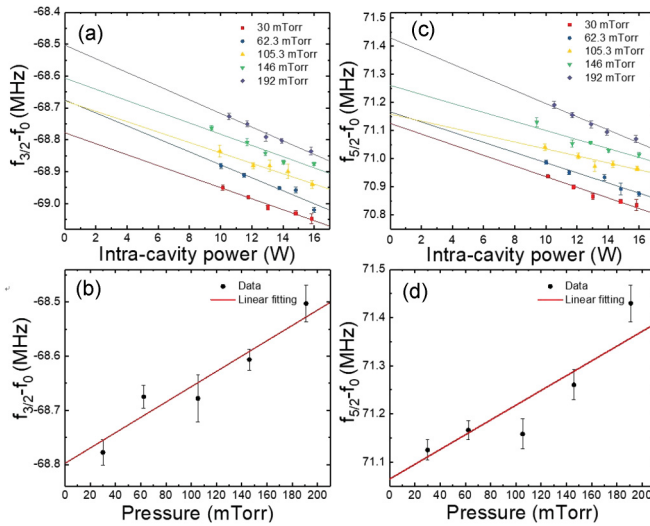 (a)
30 mTorr
62.3 mTorr
105.3 mTorr
146 mTorr
192 mTorr
f3/2-f0 (MHz)
-68.4
-68.5
-68.6
-68.7
-68.8
-68.9
-69.0
0 2 4 6 8 10 12 14 16
Intra-cavity power (W)
(c)
30 mTorr
62.3 mTorr
105.3 mTorr
146 mTorr
192 mTorr
f5/2-f0 (MHz)
71.5
71.4
71.3
71.2
71.1
71.0
70.9
70.8
0 2 4 6 8 10 12 14 16
Intra-cavity power (W)
(b)
Data
Linear fitting
f3/2-f0 (MHz)
-68.5
-68.6
-68.7
-68.8
0 20 40 60 80 100 120 140 160 180 200
Pressure (mTorr)
(d)
Data
Linear fitting
f5/2-f0 (MHz)
71.5
71.4
71.3
71.2
71.1
0 20 40 60 80 100 120 140 160 180 200
Pressure (mTorr)